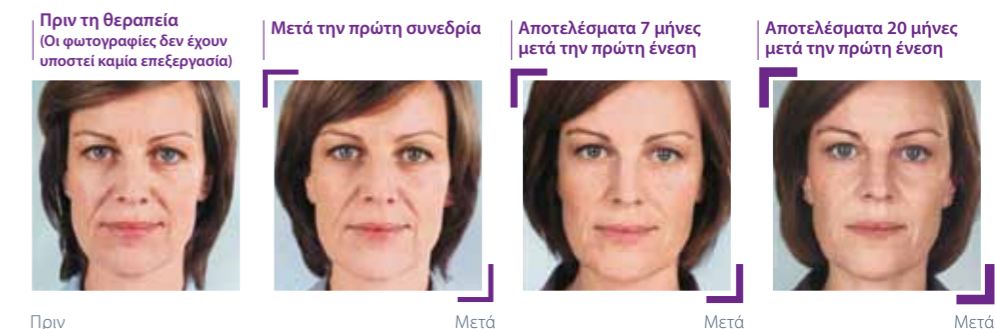 Πριν τη θεραπεία
(Οι φωτογραφίες δεν έχουν
υποστεί καμία επεξεργασία)
Μετά την πρώτη συνεδρία
Αποτελέσματα 7 μήνες
μετά την πρώτη ένεση
Αποτελέσματα 20 μήνες
μετά την πρώτη ένεση
Πριν
Μετά
Μετά
Μετά